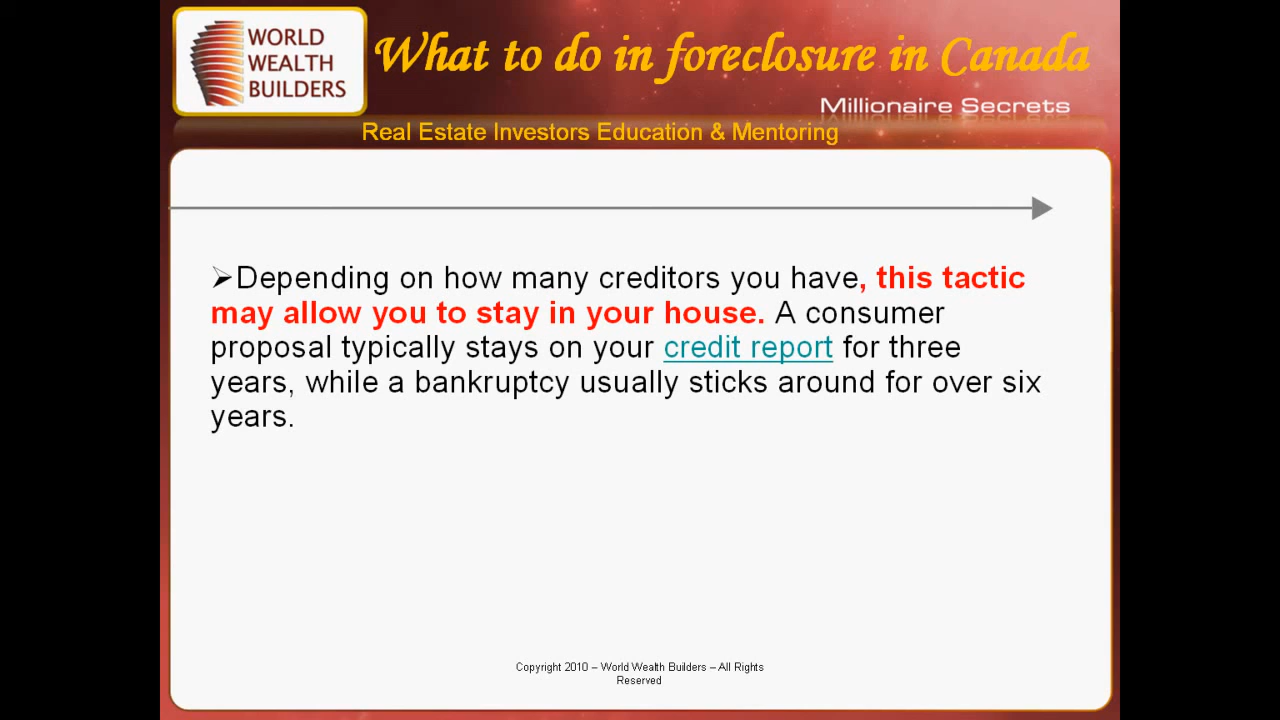 WORLD
WEALTH
BUILDERS
What to do in foreclosure in Canada
Millionaire Secrets
Real Estate Investors Education & Mentoring
➢Depending on how many creditors you have, this tactic
may allow you to stay in your house. A consumer
proposal typically stays on your credit report for three
years, while a bankruptcy usually sticks around for over six
years.
Copyright 2010 – World Wealth Builders – All Rights
Reserved